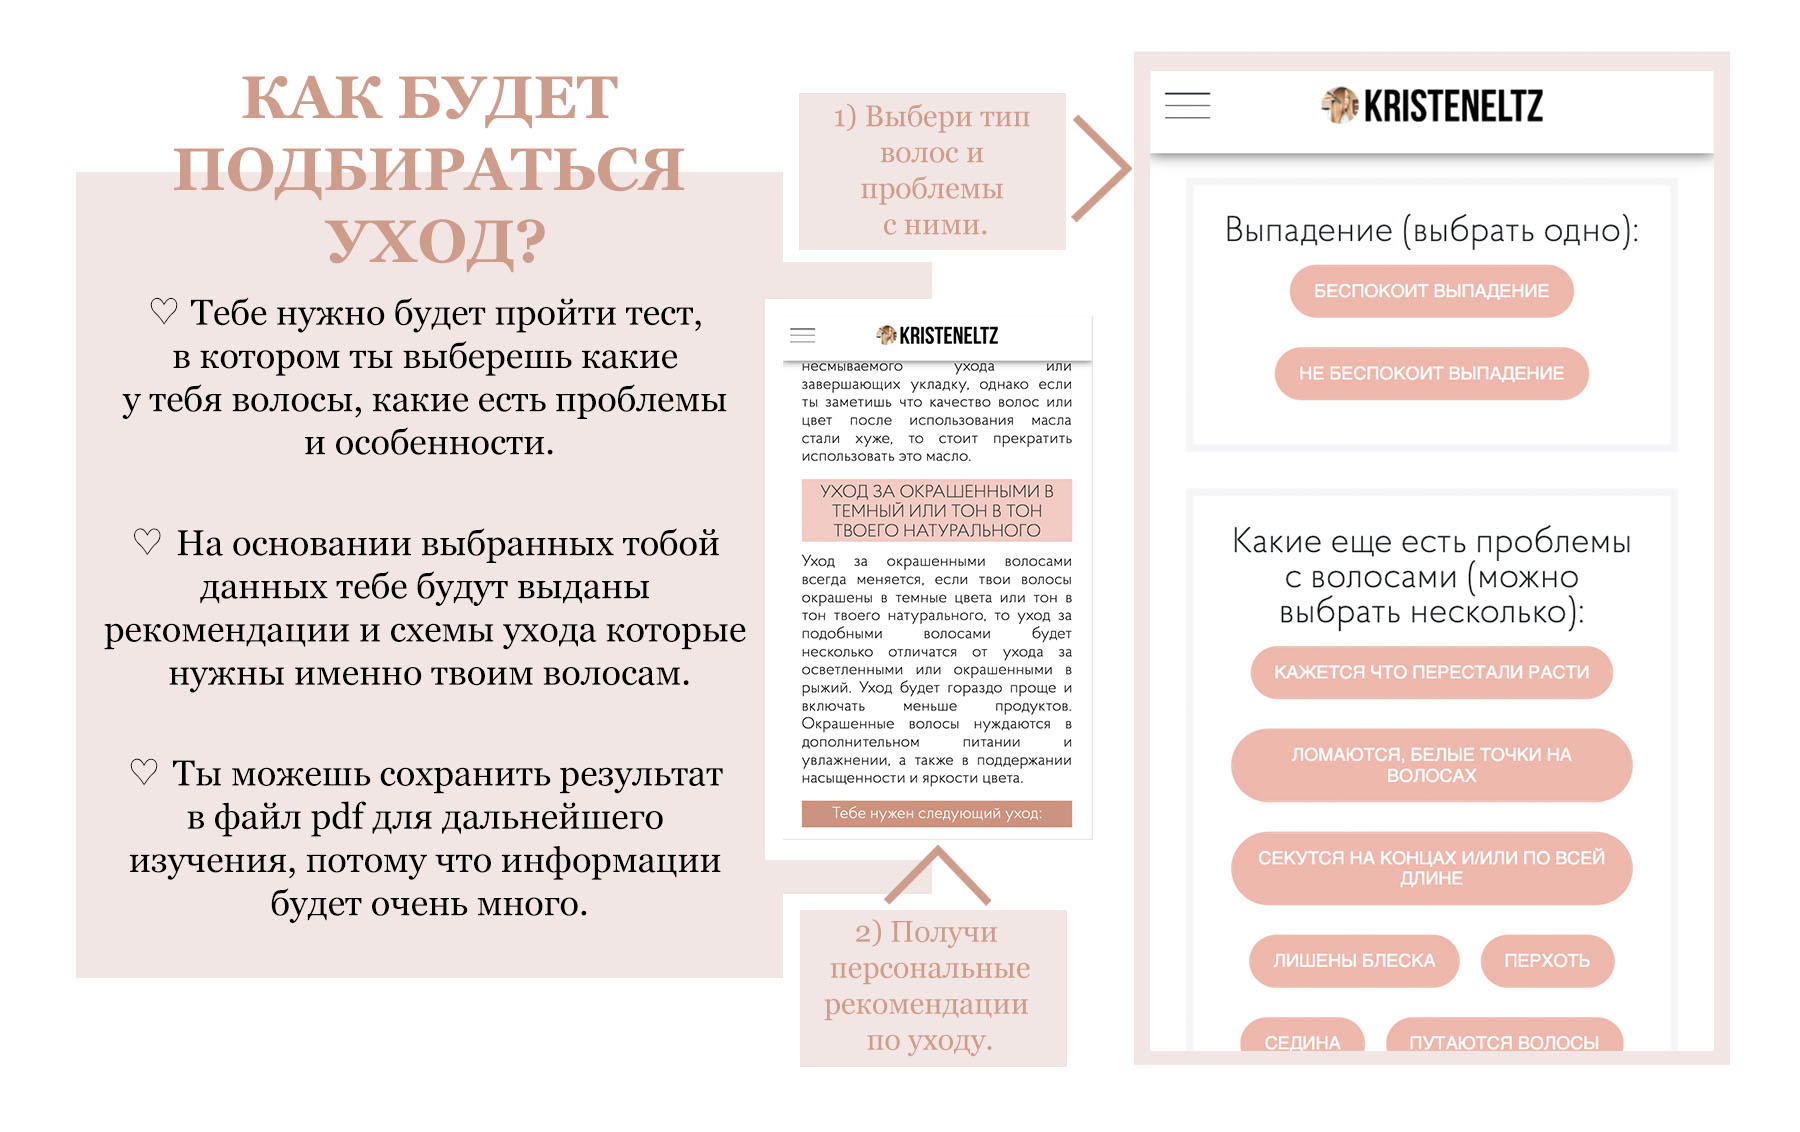 КАК БУДЕТ
ПОДБИРАТЬСЯ
УХОД?
♡ Тебе нужно будет пройти тест,
в котором ты выберешь какие
у тебя волосы, какие есть проблемы
и особенности.
♡ На основании выбранных тобой
данных тебе будут выданы
рекомендации и схемы ухода которые
нужны именно твоим волосам.
♡ Ты можешь сохранить результат
в файл pdf для дальнейшего
изучения, потому что информации
будет очень много.
1) Выбери тип
волос и
проблемы
с ними.
KRISTENELTZ
несмываемого ухода или
завершающих укладку, однако если
ты заметишь что качество волос или
цвет после использования масла
стали хуже, то стоит прекратить
использовать это масло.
УХОД ЗА ОКРАШЕННЫМИ В
ТЕМНЫЙ ИЛИ ТОН В ТОН
ТВОЕГО НАТУРАЛЬНОГО
Уход за окрашенными волосами
всегда меняется, если твои волосы
окрашены в темные цвета или тон в
тон твоего натурального, то уход за
подобными волосами будет
несколько отличатся от ухода за
осветленными или окрашенными в
рыжий. Уход будет гораздо проще и
включать меньше продуктов.
Окрашенные волосы нуждаются в
дополнительном питании и
увлажнении, а также в поддержании
насыщенности и яркости цвета.
Тебе нужен следующий уход:
2) Получи
персональные
рекомендации
по уходу.
KRISTENELTZ
Выпадение (выбрать одно):
БЕСПОКОИТ ВЫПАДЕНИЕ
НЕ БЕСПОКОИТ ВЫПАДЕНИЕ
Какие еще есть проблемы
с волосами (можно
выбрать несколько):
КАЖЕТСЯ ЧТО ПЕРЕСТАЛИ РАСТИ
ЛОМАЮТСЯ, БЕЛЫЕ ТОЧКИ НА
ВОЛОСАХ
СЕКУТСЯ НА КОНЦАХ И/ИЛИ ПО ВСЕЙ
ДЛИНЕ
ЛИШЕНЫ БЛЕСКА ПЕРХОТЬ
СЕДИНА ПУТАЮТСЯ ВОЛОСЫ